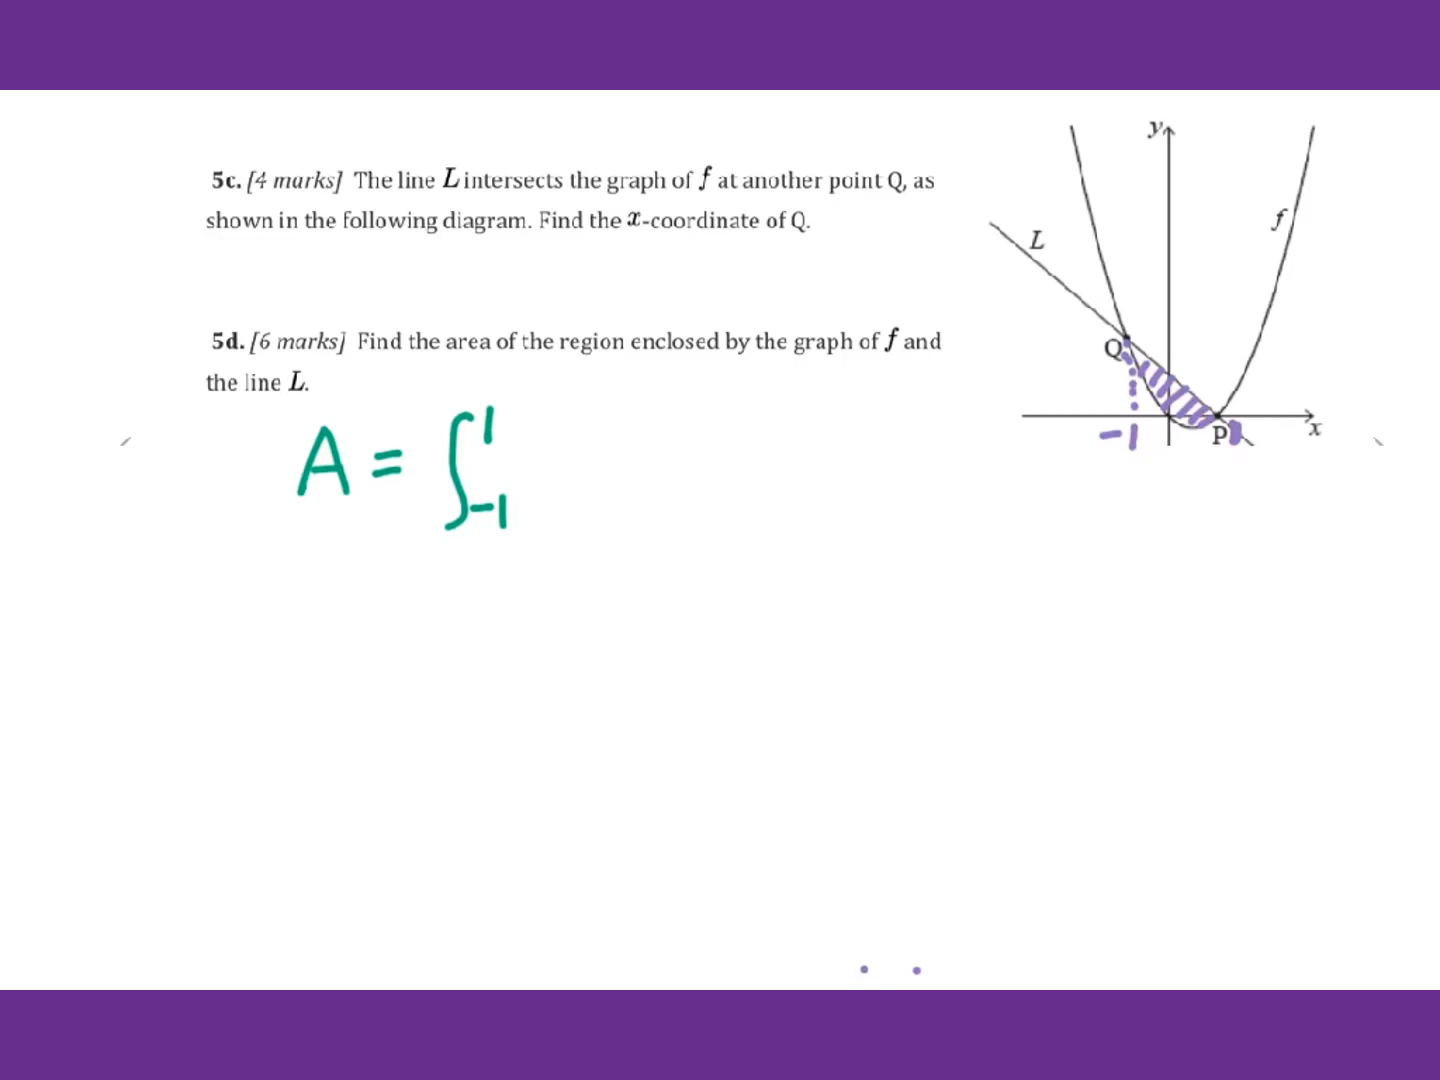 5c. [4 marks] The line L intersects the graph of f at another point Q, as
shown in the following diagram. Find the x-coordinate of Q.
5d. [6 marks] Find the area of the region enclosed by the graph of f and
the line L.
A = ∫₋₁¹
y
f
L
Q
P
1
-1
x